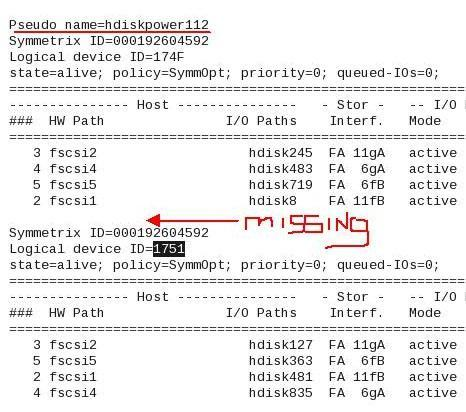 Pseudo name=hdiskpower112
Symmetrix ID=000192604592
Logical device ID=174F
state=alive; policy=SymmOpt; priority=0; queued-IOs=0;
==============================================================
--------------- Host ---------------   - Stor -   -- I/O
###  HW Path               I/O Paths    Interf.   Mode
==============================================================
3 fscsi2                   hdisk245  FA 11gA   active
4 fscsi4                   hdisk483  FA  6gA   active
5 fscsi5                   hdisk719  FA  6fB   active
2 fscsi1                   hdisk8    FA 11fB   active
MISSING
Symmetrix ID=000192604592
Logical device ID=1751
state=alive; policy=SymmOpt; priority=0; queued-IOs=0;
==============================================================
--------------- Host ---------------   - Stor -   -- I/O
###  HW Path               I/O Paths    Interf.   Mode
==============================================================
3 fscsi2                   hdisk127  FA 11gA   active
5 fscsi5                   hdisk363  FA  6fB   active
2 fscsi1                   hdisk481  FA 11fB   active
4 fscsi4                   hdisk835  FA  6gA   active